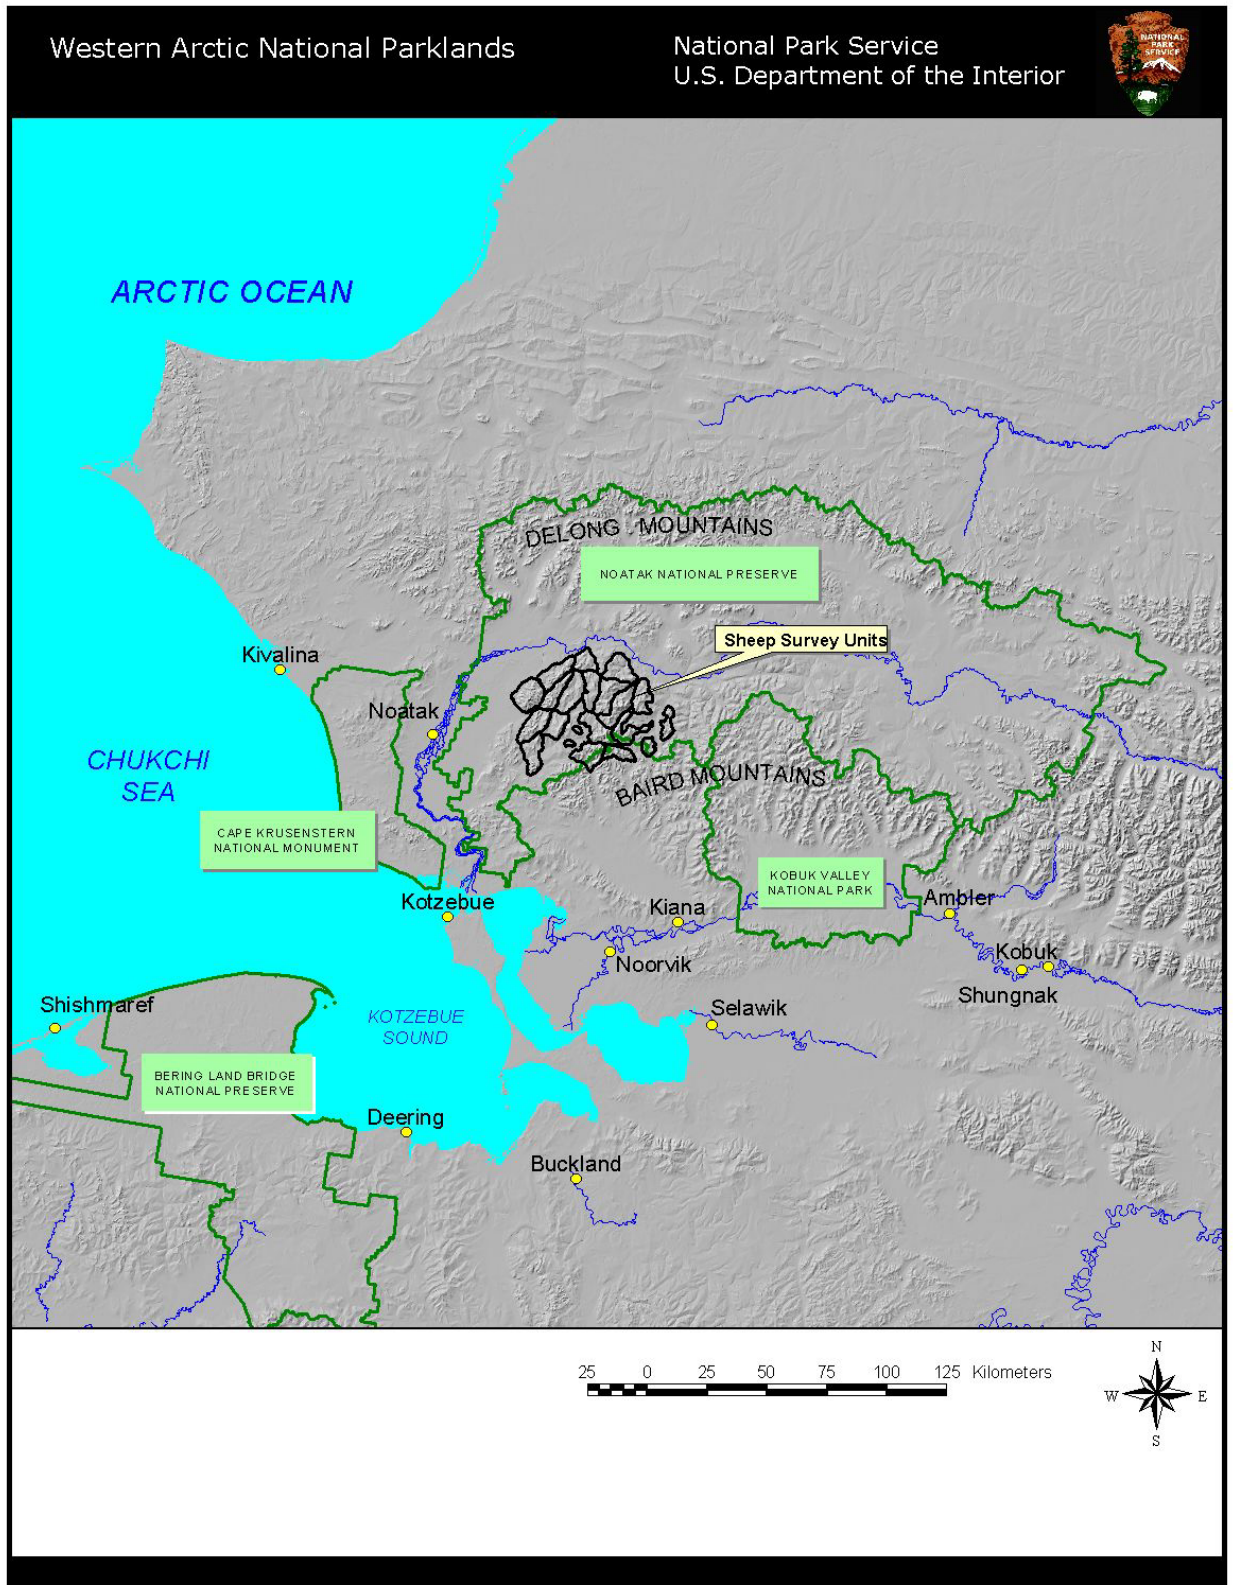 Western Arctic National Parklands
National Park Service
U.S. Department of the Interior
NATIONAL
PARK
SERVICE
ARCTIC OCEAN
DELONG MOUNTAINS
NOATAK NATIONAL PRESERVE
Sheep Survey Units
Kivalina
Noatak
CHUKCHI
SEA
BAIRD MOUNTAINS
CAPE KRUSENSTERN
NATIONAL MONUMENT
KOBUK VALLEY
NATIONAL PARK
Kotzebue
Kiana
Ambler
Noorvik
Kobuk
Shungnak
Shishmaref
KOTZEBUE
SOUND
Selawik
BERING LAND BRIDGE
NATIONAL PRESERVE
Deering
Buckland
25 0 25 50 75 100 125 Kilometers
N
W E
S